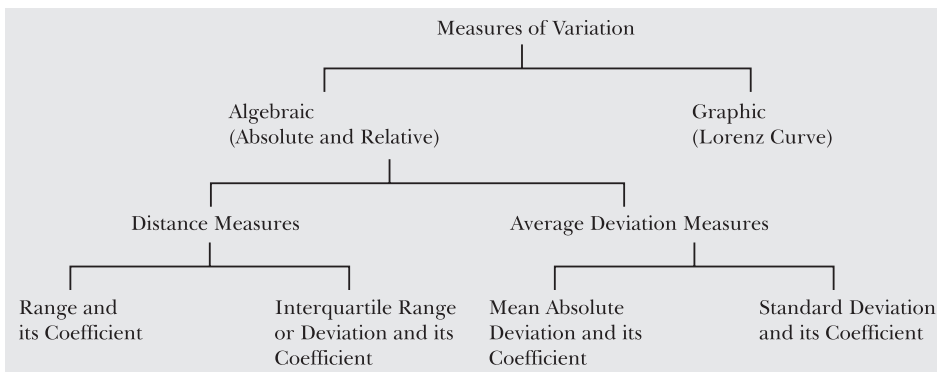 Measures of Variation
Algebraic
(Absolute and Relative)
Graphic
(Lorenz Curve)
Distance Measures
Average Deviation Measures
Range and
its Coefficient
Interquartile Range
or Deviation and its
Coefficient
Mean Absolute
Deviation and its
Coefficient
Standard Deviation
and its Coefficient